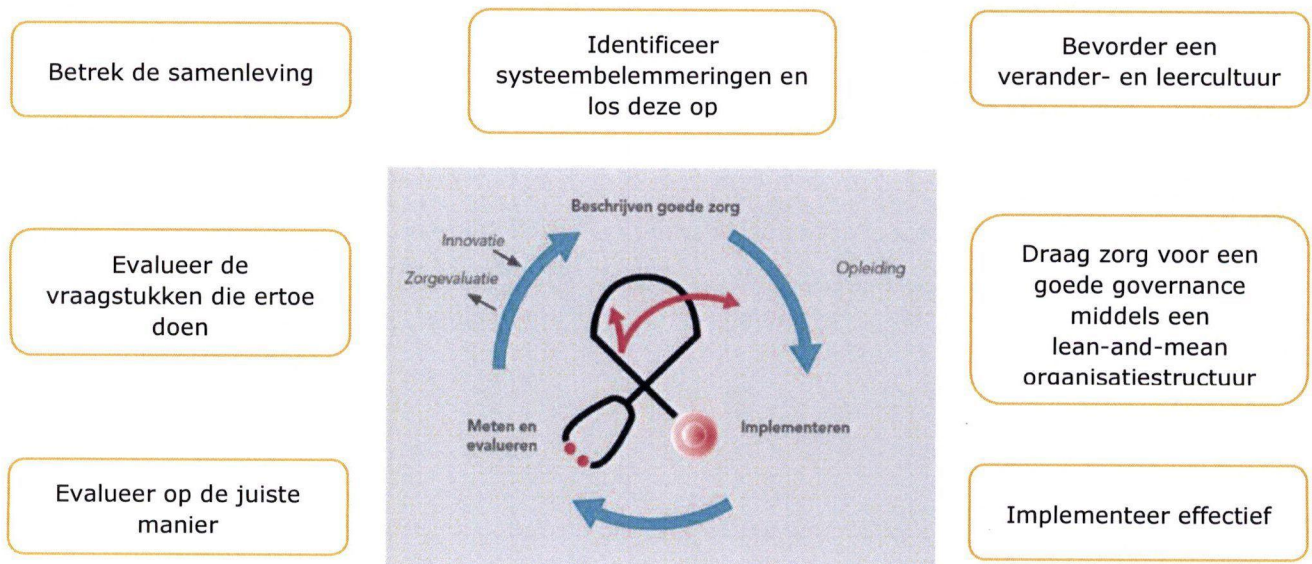 Betrek de samenleving
Identificeer
systeembelemmeringen en
los deze op
Bevorder een
verander- en leercultuur
Evalueer de
vraagstukken die ertoe
doen
Beschrijven goede zorg
Innovatie
Zorgevaluatie
Opleiding
Meten en
evalueren
Implementeren
Draag zorg voor een
goede governance
middels een
lean-and-mean
organisatiestructuur
Evalueer op de juiste
manier
Implementeer effectief